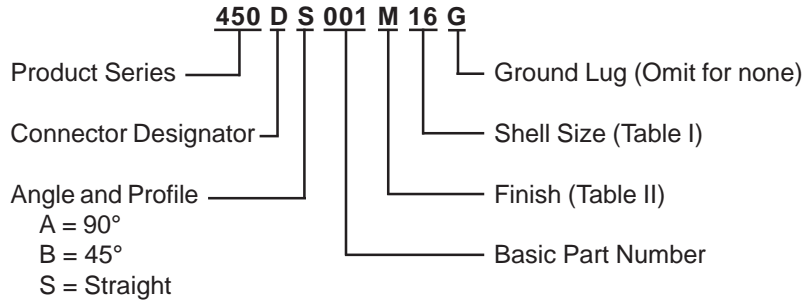 450 D S 001 M 16 G
Product Series
Ground Lug (Omit for none)
Connector Designator
Shell Size (Table I)
Angle and Profile
Finish (Table II)
A = 90°
B = 45°
Basic Part Number
S = Straight